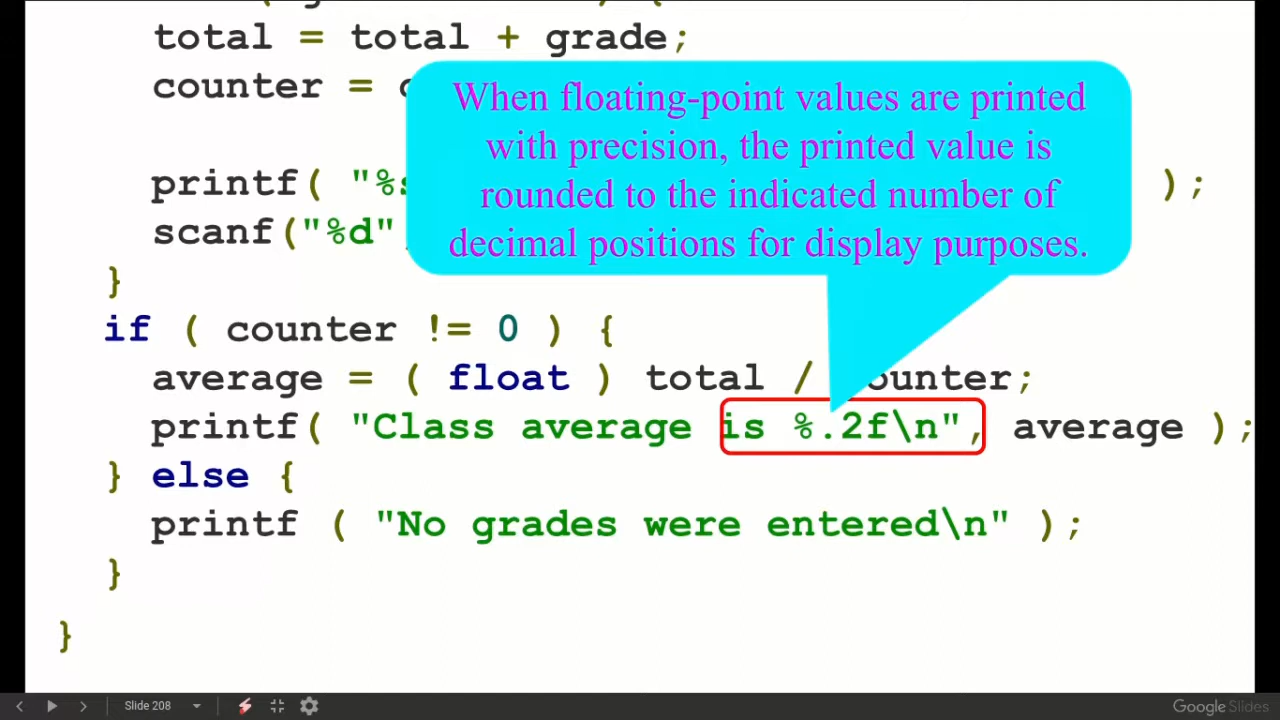 total = total + grade;
counter =
When floating-point values are printed
with precision, the printed value is
rounded to the indicated number of
decimal positions for display purposes.
printf( "% );
scanf("%d"
}
if ( counter != 0 ) {
average = ( float ) total / counter;
printf( "Class average is %.2f\n", average );
} else {
printf ( "No grades were entered\n" );
}
}
Slide 208
Google Slides